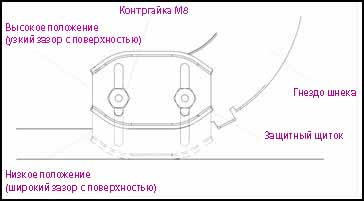 Контргайка М8
Высокое положение
(узкий зазор с поверхностью)
Гнездо шнека
Защитный щиток
Низкое положение
(широкий зазор с поверхностью)